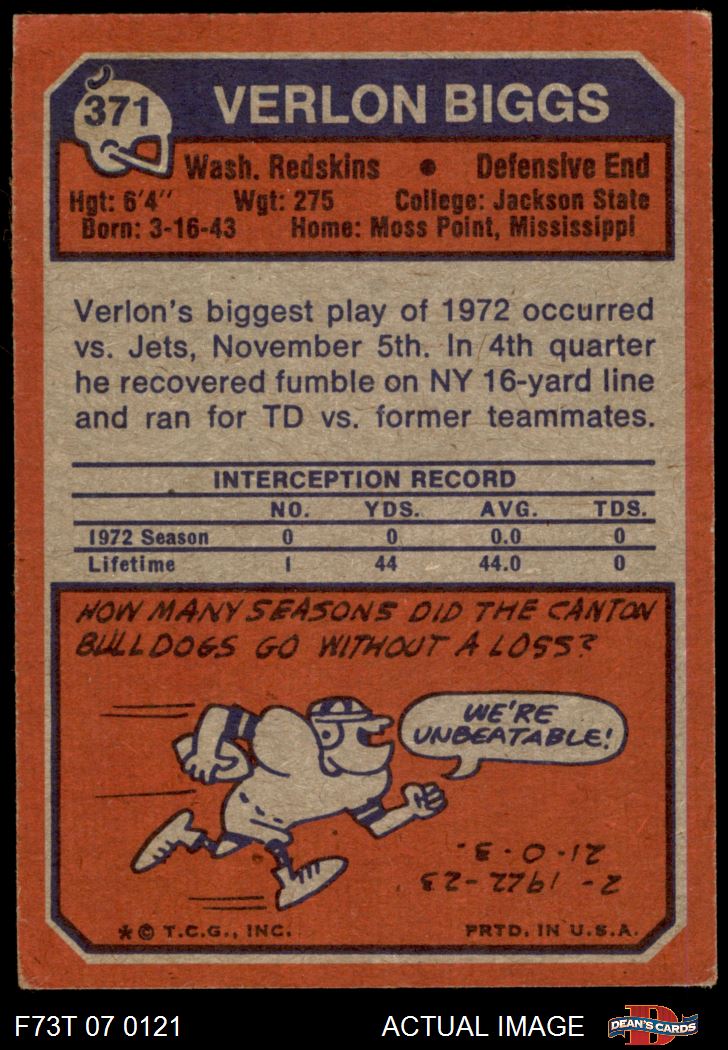 371 VERLON BIGGS
Wash. Redskins • Defensive End
Hgt: 6'4" Wgt: 275 College: Jackson State
Born: 3-16-43 Home: Moss Point, Mississippi
Verlon's biggest play of 1972 occurred
vs. Jets, November 5th. In 4th quarter
he recovered fumble on NY 16-yard line
and ran for TD vs. former teammates.
INTERCEPTION RECORD
NO. YDS. AVG. TDS.
1972 Season 0 0 0.0 0
Lifetime 1 44 44.0 0
HOW MANY SEASONS DID THE CANTON
BULLDOGS GO WITHOUT A LOSS?
WE'RE
UNBEATABLE!
2-1922-23
21-0-3.
* © T.C.G., INC. PRTD. IN U.S.A.
F73T 07 0121 ACTUAL IMAGE D DEAN'S CARDS